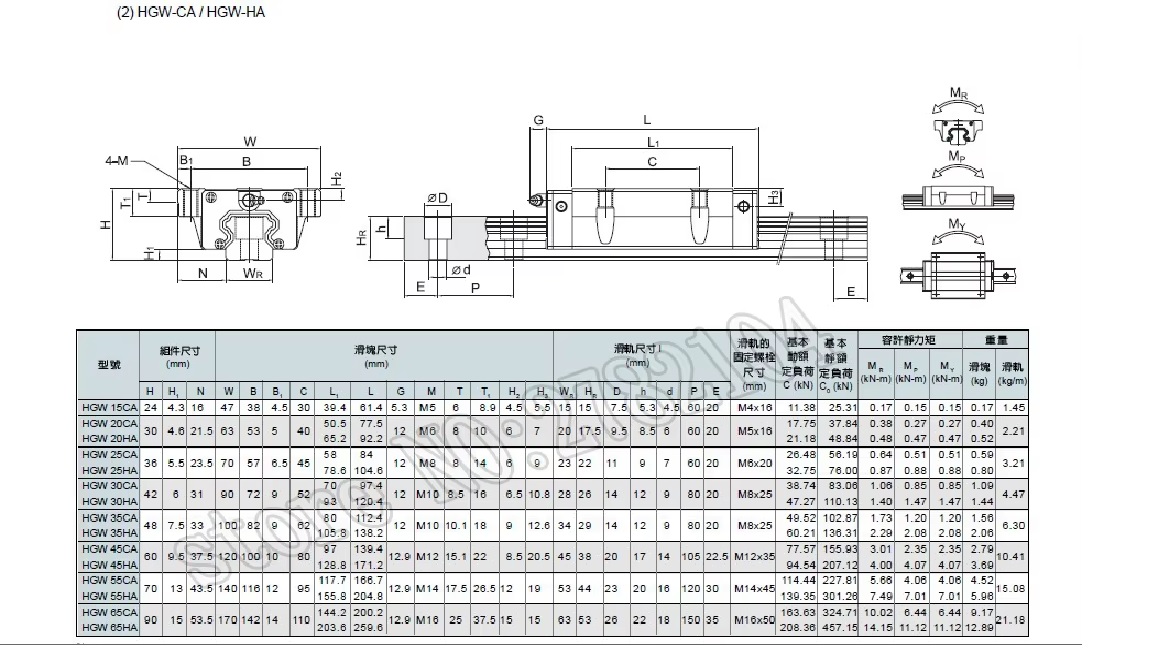 (2) HGW-CA / HGW-HA
MR
G
L
W
L1
4-M
B1
B
C
MP
H2
H3
T
T1
H
ØD
h
HR
H1
MY
Ød
N
WR
E
P
E
store NO:2782104
型號 組件尺寸 (mm) 滑塊尺寸 (mm) 滑軌尺寸 (mm) 滑軌的固定螺栓尺寸 (mm) 基本動額定負荷 C (kN) 基本靜額定負荷 C0 (kN) 容許靜力矩 重量
MR (kN-m) MP (kN-m) MY (kN-m) 滑塊 (kg) 滑軌 (kg/m)
H H1 N W B B1 C L1 L G M T T1 H2 H3 WR HR D h d P E
HGW 15CA 24 4.3 16 47 38 4.5 30 39.4 61.4 5.3 M5 6 8.9 4.5 5.5 15 15 7.5 5.3 4.5 60 20 M4x16 11.38 25.31 0.17 0.15 0.15 0.17 1.45
HGW 20CA 50.5 77.5 17.75 37.84 0.38 0.27 0.27 0.40
30 4.6 21.5 63 53 5 40 12 M6 8 10 6 7 20 17.5 9.5 8.5 6 60 20 M5x16 2.21
HGW 20HA 65.2 92.2 21.18 48.84 0.48 0.47 0.47 0.52
HGW 25CA 58 84 26.48 56.19 0.64 0.51 0.51 0.59
36 5.5 23.5 70 57 6.5 45 12 M8 8 14 6 9 23 22 11 9 7 60 20 M6x20 3.21
HGW 25HA 78.6 104.6 32.75 76.00 0.87 0.88 0.88 0.80
HGW 30CA 70 97.4 38.74 83.06 1.06 0.85 0.85 1.09
42 6 31 90 72 9 52 12 M10 8.5 16 6.5 10.8 28 26 14 12 9 80 20 M8x25 4.47
HGW 30HA 93 120.4 47.27 110.13 1.40 1.47 1.47 1.44
HGW 35CA 80 112.4 49.52 102.87 1.73 1.20 1.20 1.56
48 7.5 33 100 82 9 62 12 M10 10.1 18 9 12.6 34 29 14 12 9 80 20 M8x25 6.30
HGW 35HA 105.8 138.2 60.21 136.31 2.29 2.08 2.08 2.06
HGW 45CA 97 139.4 77.57 155.93 3.01 2.35 2.35 2.79
60 9.5 37.5 120 100 10 80 12.9 M12 15.1 22 8.5 20.5 45 38 20 17 14 105 22.5 M12x35 10.41
HGW 45HA 128.8 171.2 94.54 207.12 4.00 4.07 4.07 3.69
HGW 55CA 117.7 166.7 114.44 227.81 5.66 4.06 4.06 4.52
70 13 43.5 140 116 12 95 12.9 M14 17.5 26.5 12 19 53 44 23 20 16 120 30 M14x45 15.08
HGW 55HA 155.8 204.8 139.35 301.26 7.49 7.01 7.01 5.96
HGW 65CA 144.2 200.2 163.63 324.71 10.02 6.44 6.44 9.17
90 15 53.5 170 142 14 110 12.9 M16 25 37.5 15 15 63 53 26 22 18 150 35 M16x50 21.18
HGW 65HA 203.6 259.6 208.36 457.15 14.15 11.12 11.12 12.89